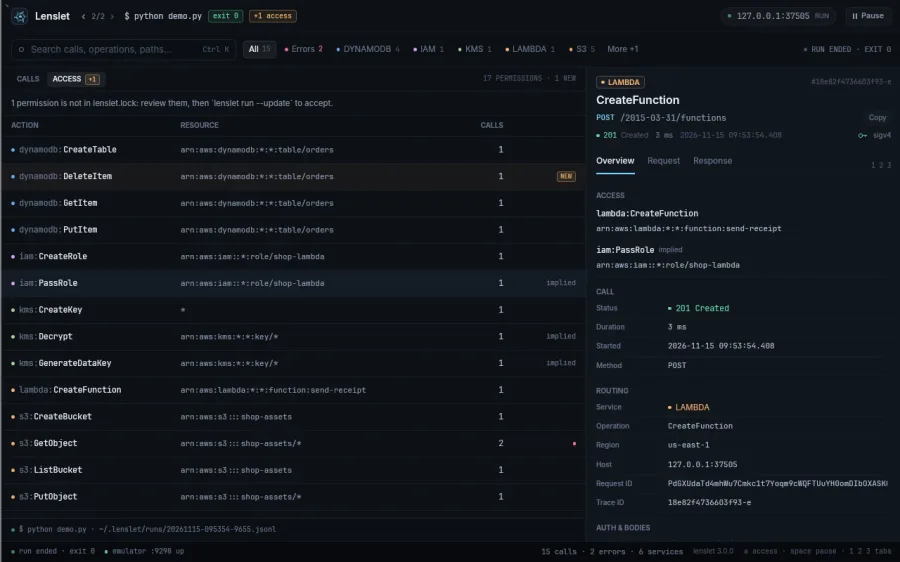 Lenslet ‹ 2/2 › $ python demo.py exit 0 +1 access 127.0.0.1:37505 RUN Pause
Search calls, operations, paths... Ctrl K All 15 Errors 2 DYNAMODB 4 IAM 1 KMS 1 LAMBDA 1 S3 5 More +1 RUN ENDED · EXIT 0
CALLS ACCESS +1 17 PERMISSIONS · 1 NEW
1 permission is not in lenslet.lock: review them, then `lenslet run --update` to accept.
ACTION RESOURCE CALLS
dynamodb:CreateTable arn:aws:dynamodb:*:*:table/orders 1
dynamodb:DeleteItem arn:aws:dynamodb:*:*:table/orders 1 NEW
dynamodb:GetItem arn:aws:dynamodb:*:*:table/orders 1
dynamodb:PutItem arn:aws:dynamodb:*:*:table/orders 1
iam:CreateRole arn:aws:iam::*:role/shop-lambda 1
iam:PassRole arn:aws:iam::*:role/shop-lambda 1 implied
kms:CreateKey * 1
kms:Decrypt arn:aws:kms:*:*:key/* 1 implied
kms:GenerateDataKey arn:aws:kms:*:*:key/* 1 implied
lambda:CreateFunction arn:aws:lambda:*:*:function:send-receipt 1
s3:CreateBucket arn:aws:s3:::shop-assets 1
s3:GetObject arn:aws:s3:::shop-assets/* 2
s3:ListBucket arn:aws:s3:::shop-assets 1
s3:PutObject arn:aws:s3:::shop-assets/* 1
$ python demo.py · ~/.lenslet/runs/20261115-095354-9655.jsonl
LAMBDA #18e82f4736603f93-e
CreateFunction
POST /2015-03-31/functions Copy
201 Created 3 ms 2026-11-15 09:53:54.408 sigv4
Overview Request Response 1 2 3
ACCESS
lambda:CreateFunction
arn:aws:lambda:*:*:function:send-receipt
iam:PassRole implied
arn:aws:iam::*:role/shop-lambda
CALL
Status 201 Created
Duration 3 ms
Started 2026-11-15 09:53:54.408
Method POST
ROUTING
Service LAMBDA
Operation CreateFunction
Region us-east-1
Host 127.0.0.1:37505
Request ID
Trace ID 18e82f4736603f93-e
AUTH & BODIES
run ended · exit 0 emulator :9298 up 15 calls · 2 errors · 6 services lenslet 3.0.0 a access · space pause · 1 2 3 tabs